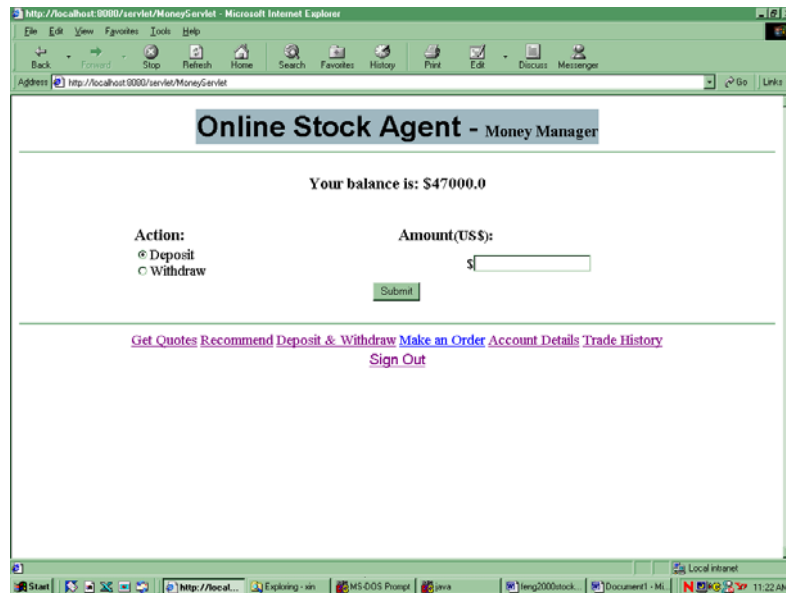 http://localhost:8080/servlet/MoneyServlet - Microsoft Internet Explorer
File Edit View Favorites Tools Help
Back Forward Stop Refresh Home Search Favorites History Print Edit Discuss Messenger
Address http://localhost:8080/servlet/MoneyServlet Go Links
Online Stock Agent - Money Manager
Your balance is: $47000.0
Action: Amount(US$):
Deposit
$
Withdraw
Submit
Get Quotes Recommend Deposit & Withdraw Make an Order Account Details Trade History
Sign Out
Local intranet
Start http://local... Exploring - xin MS-DOS Prompt java feng2000stock... Document1 - Mi... 11:22 AM